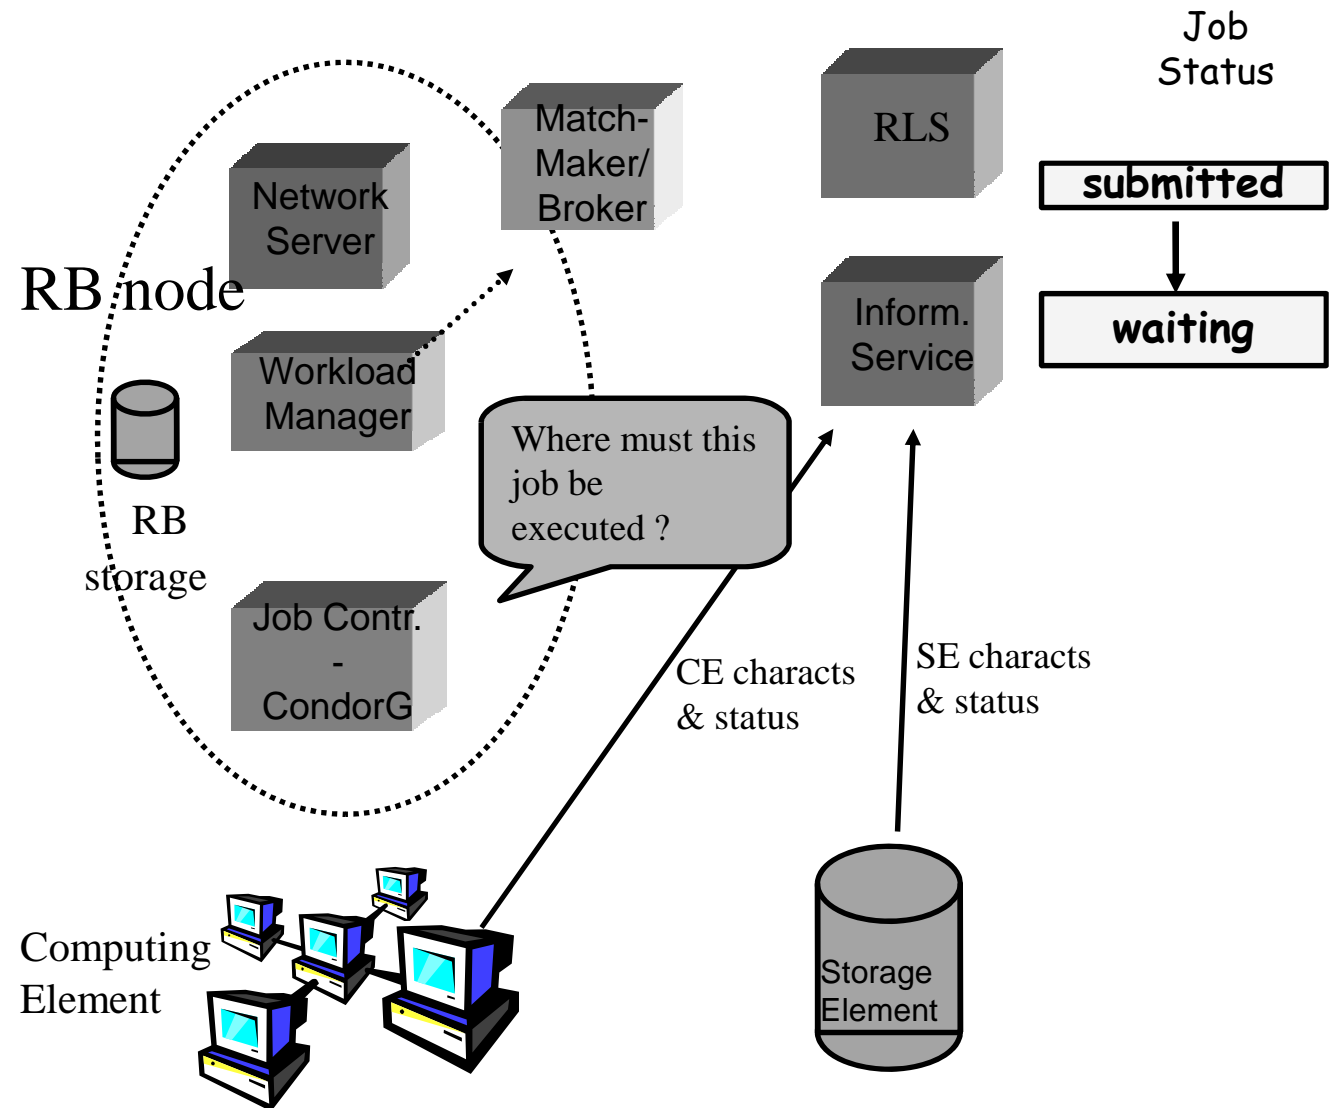 Job
Status
Match-
Maker/
Broker
RLS
Network
Server
submitted
RB node
Inform.
Service
waiting
Workload
Manager
Where must this
job be
executed ?
RB
storage
Job Contr.
-
CondorG
CE characts
& status
SE characts
& status
Computing
Element
Storage
Element